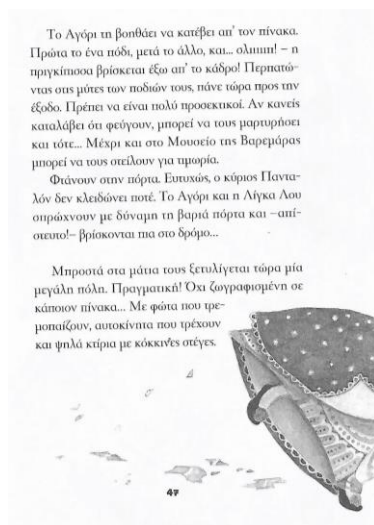 Το Αγόρι τη βοηθάει να κατέβει απ' τον πίνακα.
Πρώτα το ένα πόδι, μετά το άλλο, και... οπιιιιιι! – η
πριγκίπισσα βρίσκεται έξω απ' το κάδρο! Περπατώ-
ντας στις μύτες των ποδιών τους, πάνε τώρα προς την
έξοδο. Πρέπει να είναι πολύ προσεκτικοί. Αν κανείς
καταλάβει ότι φεύγουν, μπορεί να τους μαρτυρήσει
και τότε... Μέχρι και στο Μουσείο της Βαρεμάρας
μπορεί να τους στείλουν για τιμωρία.
Φτάνουν στην πόρτα. Ευτυχώς, ο κύριος Παντα-
λόν δεν κλειδώνει ποτέ. Το Αγόρι και η Λίγκα Λου
σπρώχνουν με δύναμη τη βαριά πόρτα και –απί-
στευτο!– βρίσκονται πια στο δρόμο...
Μπροστά στα μάτια τους ξετυλίγεται τώρα μία
μεγάλη πόλη. Πραγματική! Όχι ζωγραφισμένη σε
κάποιον πίνακα... Με φώτα που τρε-
μοπαίζουν, αυτοκίνητα που τρέχουν
και ψηλά κτίρια με κόκκινες στέγες.
47